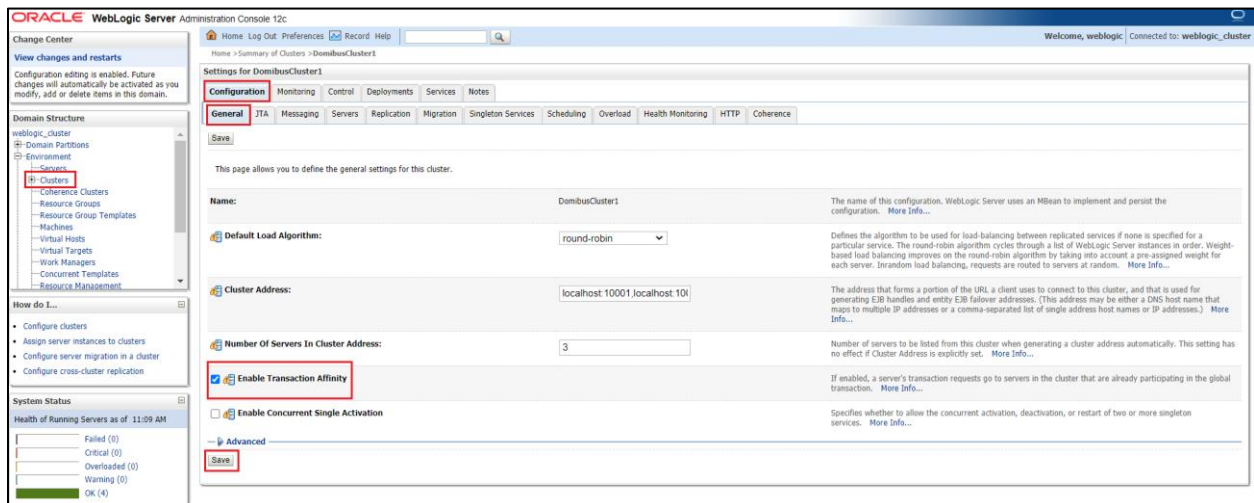 ORACLE WebLogic Server Administration Console 12c
Change Center
View changes and restarts
Configuration editing is enabled. Future
changes will automatically be activated as you
modify, add or delete items in this domain.
Domain Structure
weblogic_cluster
Domain Partitions
Environment
Servers
Clusters
Coherence Clusters
Resource Groups
Resource Group Templates
Machines
Virtual Hosts
Virtual Targets
Work Managers
Concurrent Templates
Resource Management
How do I...
Configure clusters
Assign server instances to clusters
Configure server migration in a cluster
Configure cross-cluster replication
System Status
Health of Running Servers as of 11:09 AM
Failed (0)
Critical (0)
Overloaded (0)
Warning (0)
OK (4)
Home Log Out Preferences Record Help
Welcome, weblogic Connected to: weblogic_cluster
Home >Summary of Clusters >DomibusCluster1
Settings for DomibusCluster1
Configuration Monitoring Control Deployments Services Notes
General JTA Messaging Servers Replication Migration Singleton Services Scheduling Overload Health Monitoring HTTP Coherence
Save
This page allows you to define the general settings for this cluster.
Name: DomibusCluster1
The name of this configuration. WebLogic Server uses an MBean to implement and persist the
configuration. More Info...
Default Load Algorithm: round-robin
Defines the algorithm to be used for load-balancing between replicated services if none is specified for a
particular service. The round-robin algorithm cycles through a list of WebLogic Server instances in order. Weight-
based load balancing improves on the round-robin algorithm by taking into account a pre-assigned weight for
each server. Inrandom load balancing, requests are routed to servers at random. More Info...
Cluster Address: localhost:10001,localhost:100
The address that forms a portion of the URL a client uses to connect to this cluster, and that is used for
generating EJB handles and entity EJB failover addresses. (This address may be either a DNS host name that
maps to multiple IP addresses or a comma-separated list of single address host names or IP addresses.) More
Info...
Number Of Servers In Cluster Address: 3
Number of servers to be listed from this cluster when generating a cluster address automatically. This setting has
no effect if Cluster Address is explicitly set. More Info...
Enable Transaction Affinity
If enabled, a server's transaction requests go to servers in the cluster that are already participating in the global
transaction. More Info...
Enable Concurrent Single Activation
Specifies whether to allow the concurrent activation, deactivation, or restart of two or more singleton
services. More Info...
Advanced
Save